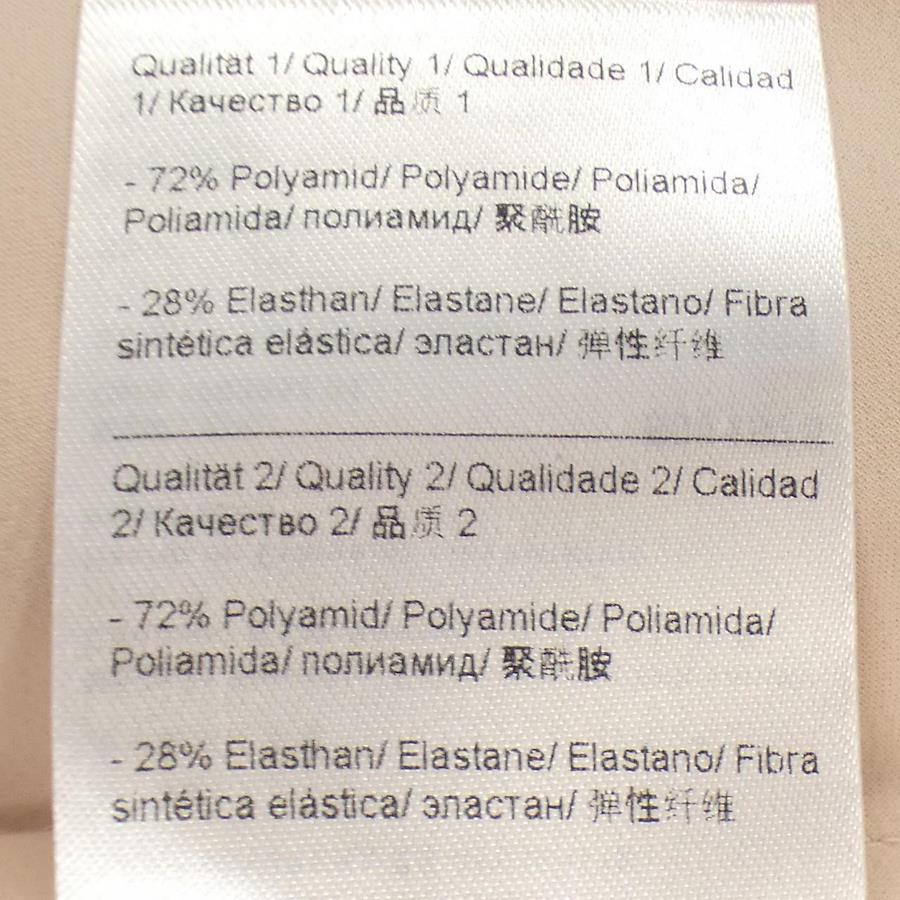 Qualität 1/ Quality 1/ Qualidade 1/ Calidad
1/ Качество 1/ 品质 1
- 72% Polyamid/ Polyamide/ Poliamida/
Poliamida/ полиамид/ 聚酰胺
- 28% Elasthan/ Elastane/ Elastano/ Fibra
sintética elástica/ эластан/ 弹性纤维
Qualität 2/ Quality 2/ Qualidade 2/ Calidad
2/ Качество 2/ 品质 2
- 72% Polyamid/ Polyamide/ Poliamida/
Poliamida/ полиамид/ 聚酰胺
- 28% Elasthan/ Elastane/ Elastano/ Fibra
sintética elástica/ эластан/ 弹性纤维